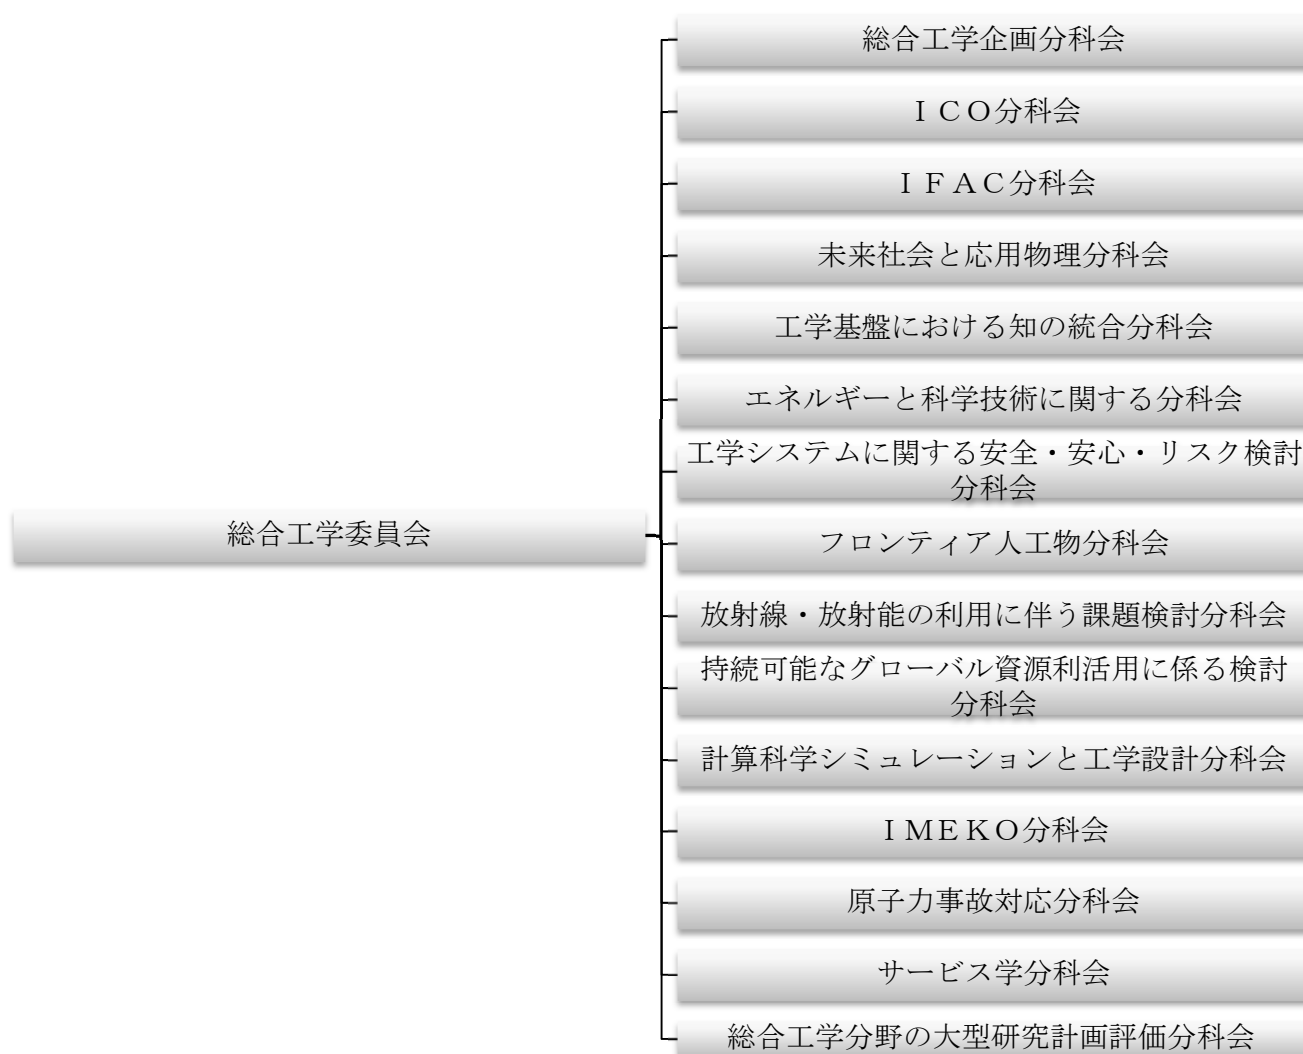 総合工学委員会
総合工学企画分科会
ＩＣＯ分科会
ＩＦＡＣ分科会
未来社会と応用物理分科会
工学基盤における知の統合分科会
エネルギーと科学技術に関する分科会
工学システムに関する安全・安心・リスク検討
分科会
フロンティア人工物分科会
放射線・放射能の利用に伴う課題検討分科会
持続可能なグローバル資源利活用に係る検討
分科会
計算科学シミュレーションと工学設計分科会
ＩＭＥＫＯ分科会
原子力事故対応分科会
サービス学分科会
総合工学分野の大型研究計画評価分科会